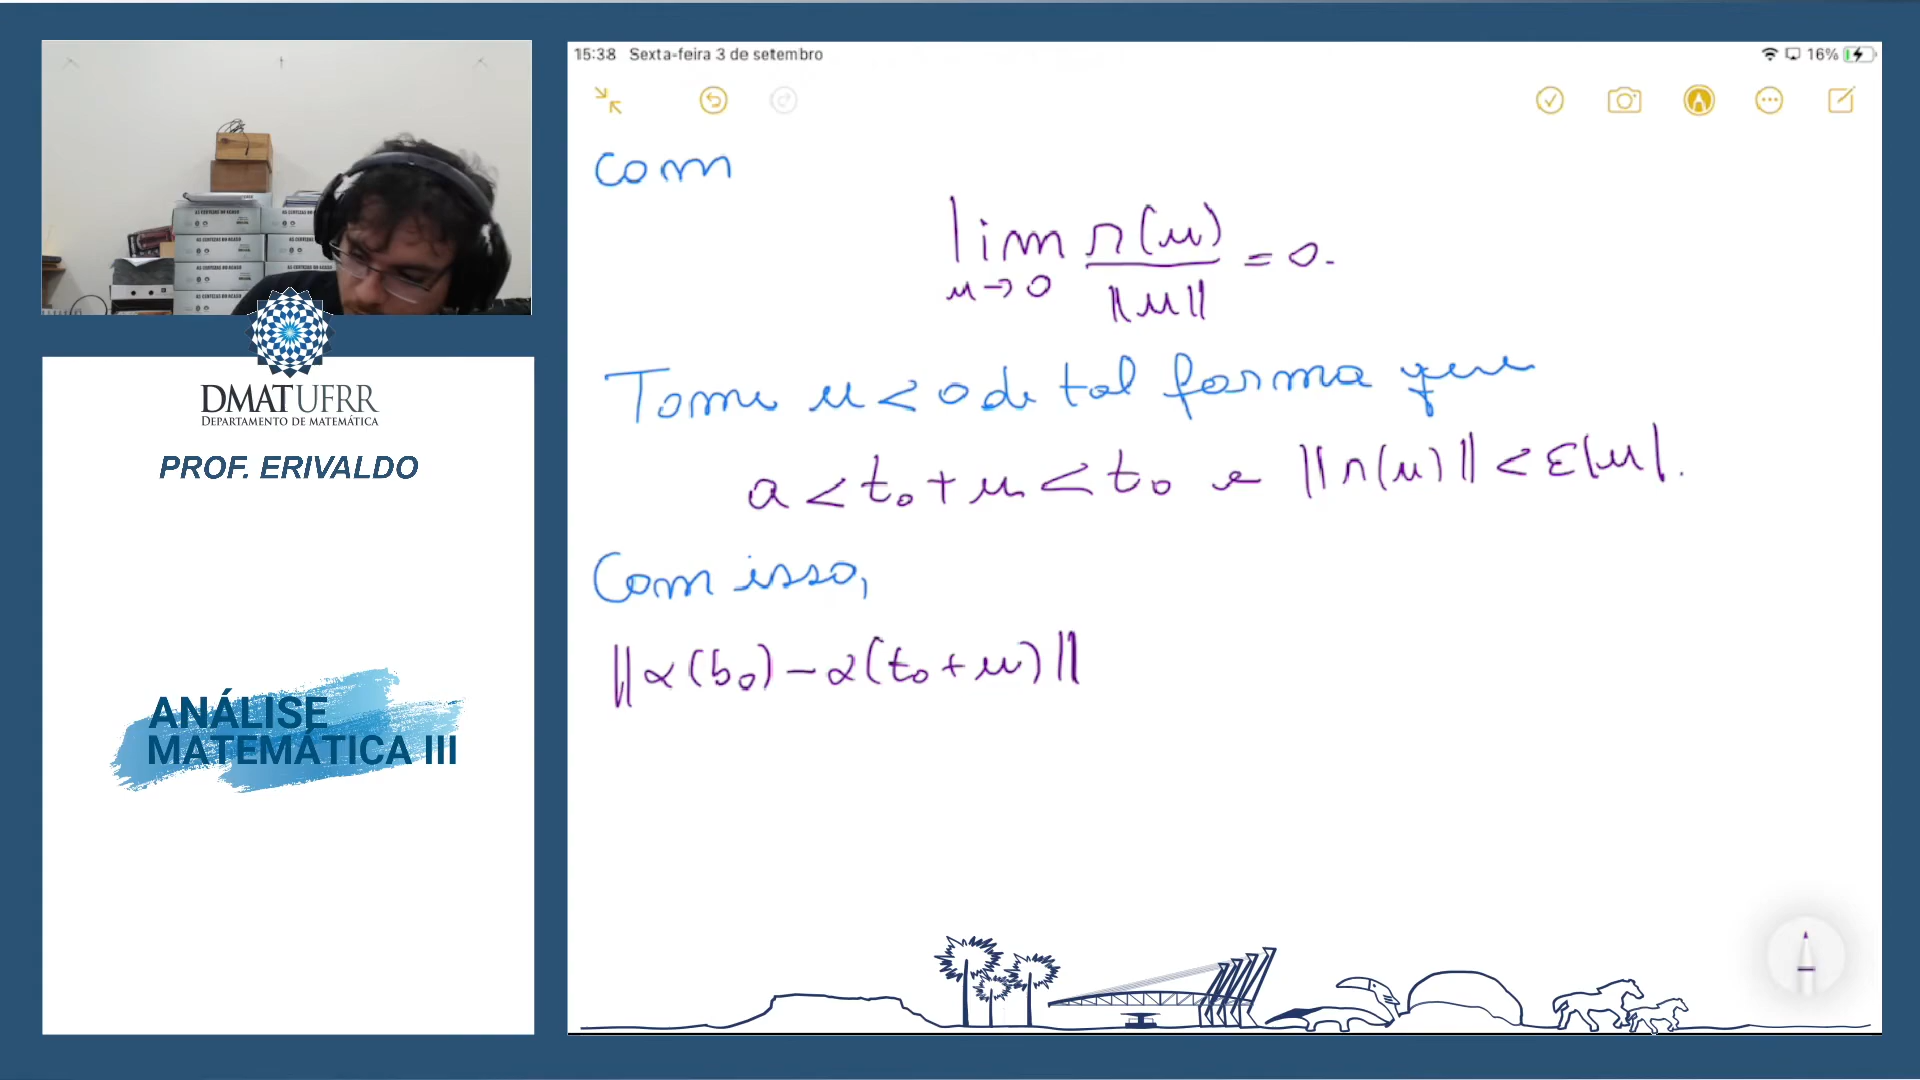 15:38 Sexta-feira 3 de setembro
16%
Com
lim r(u) = 0.
u→0 ||u||
Tome u < 0 de tal forma que
a < t₀ + u < t₀ e ||r(u)|| < ε|u|.
Com isso,
||α(b₀) - α(t₀ + u)||
DMATUFRR
DEPARTAMENTO DE MATEMÁTICA
PROF. ERIVALDO
ANÁLISE
MATEMÁTICA III